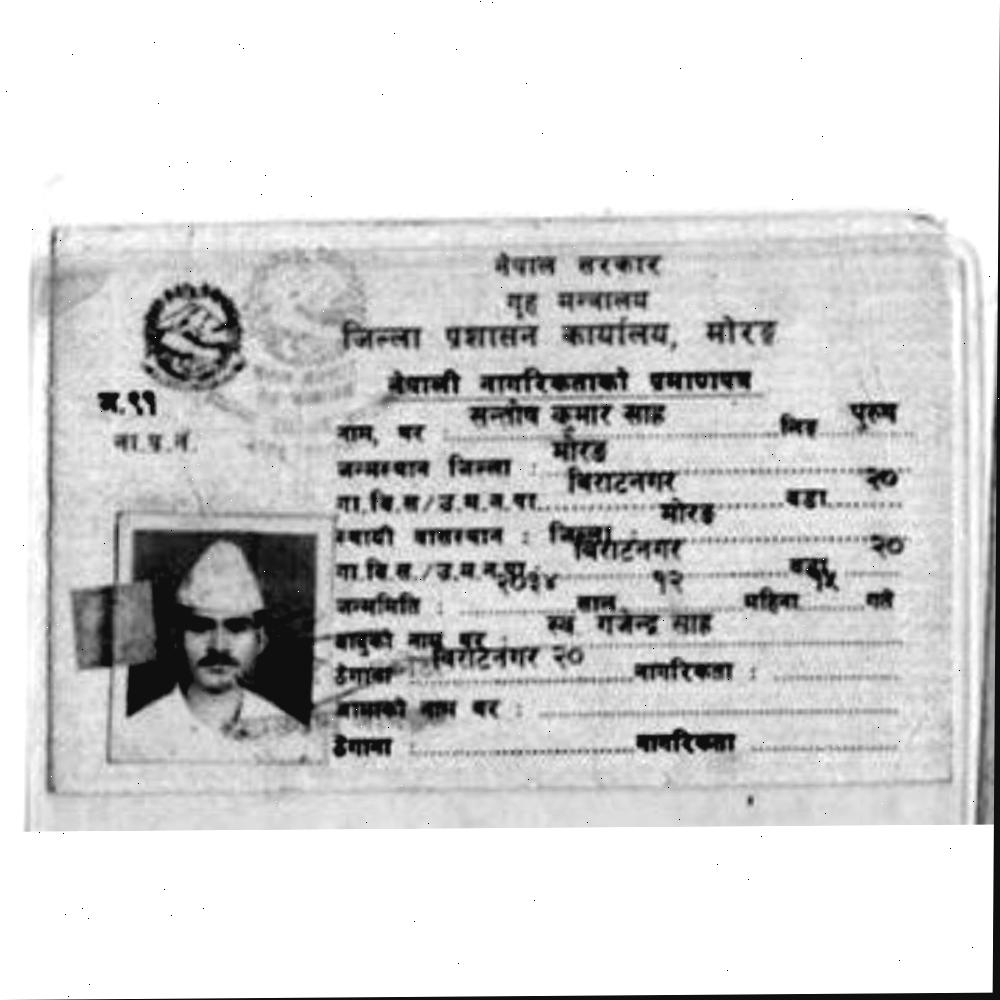 नेपाल सरकार
गृह मन्त्रालय
जिल्ला प्रशासन कार्यालय, मोरङ
नेपाली नागरिकताको प्रमाणपत्र
म.११
ना.प्र.नं.
नाम, थर सन्तोष कुमार साह लिङ्ग पुरुष
जन्मस्थान जिल्ला : मोरङ
गा.वि.स/उ.म.न.पा. बिराटनगर वडा २०
स्थायी वासस्थान : जिल्ला : मोरङ
गा.वि.स./उ.म.न.पा. बिराटनगर वडा २०
जन्ममिति : २०३४ साल १२ महिना १५ गते
बाबुको नाम थर : स्व गजेन्द्र साह
ठेगाना बिराटनगर २० नागरिकता :
आमाको नाम थर :
ठेगाना : नागरिकता